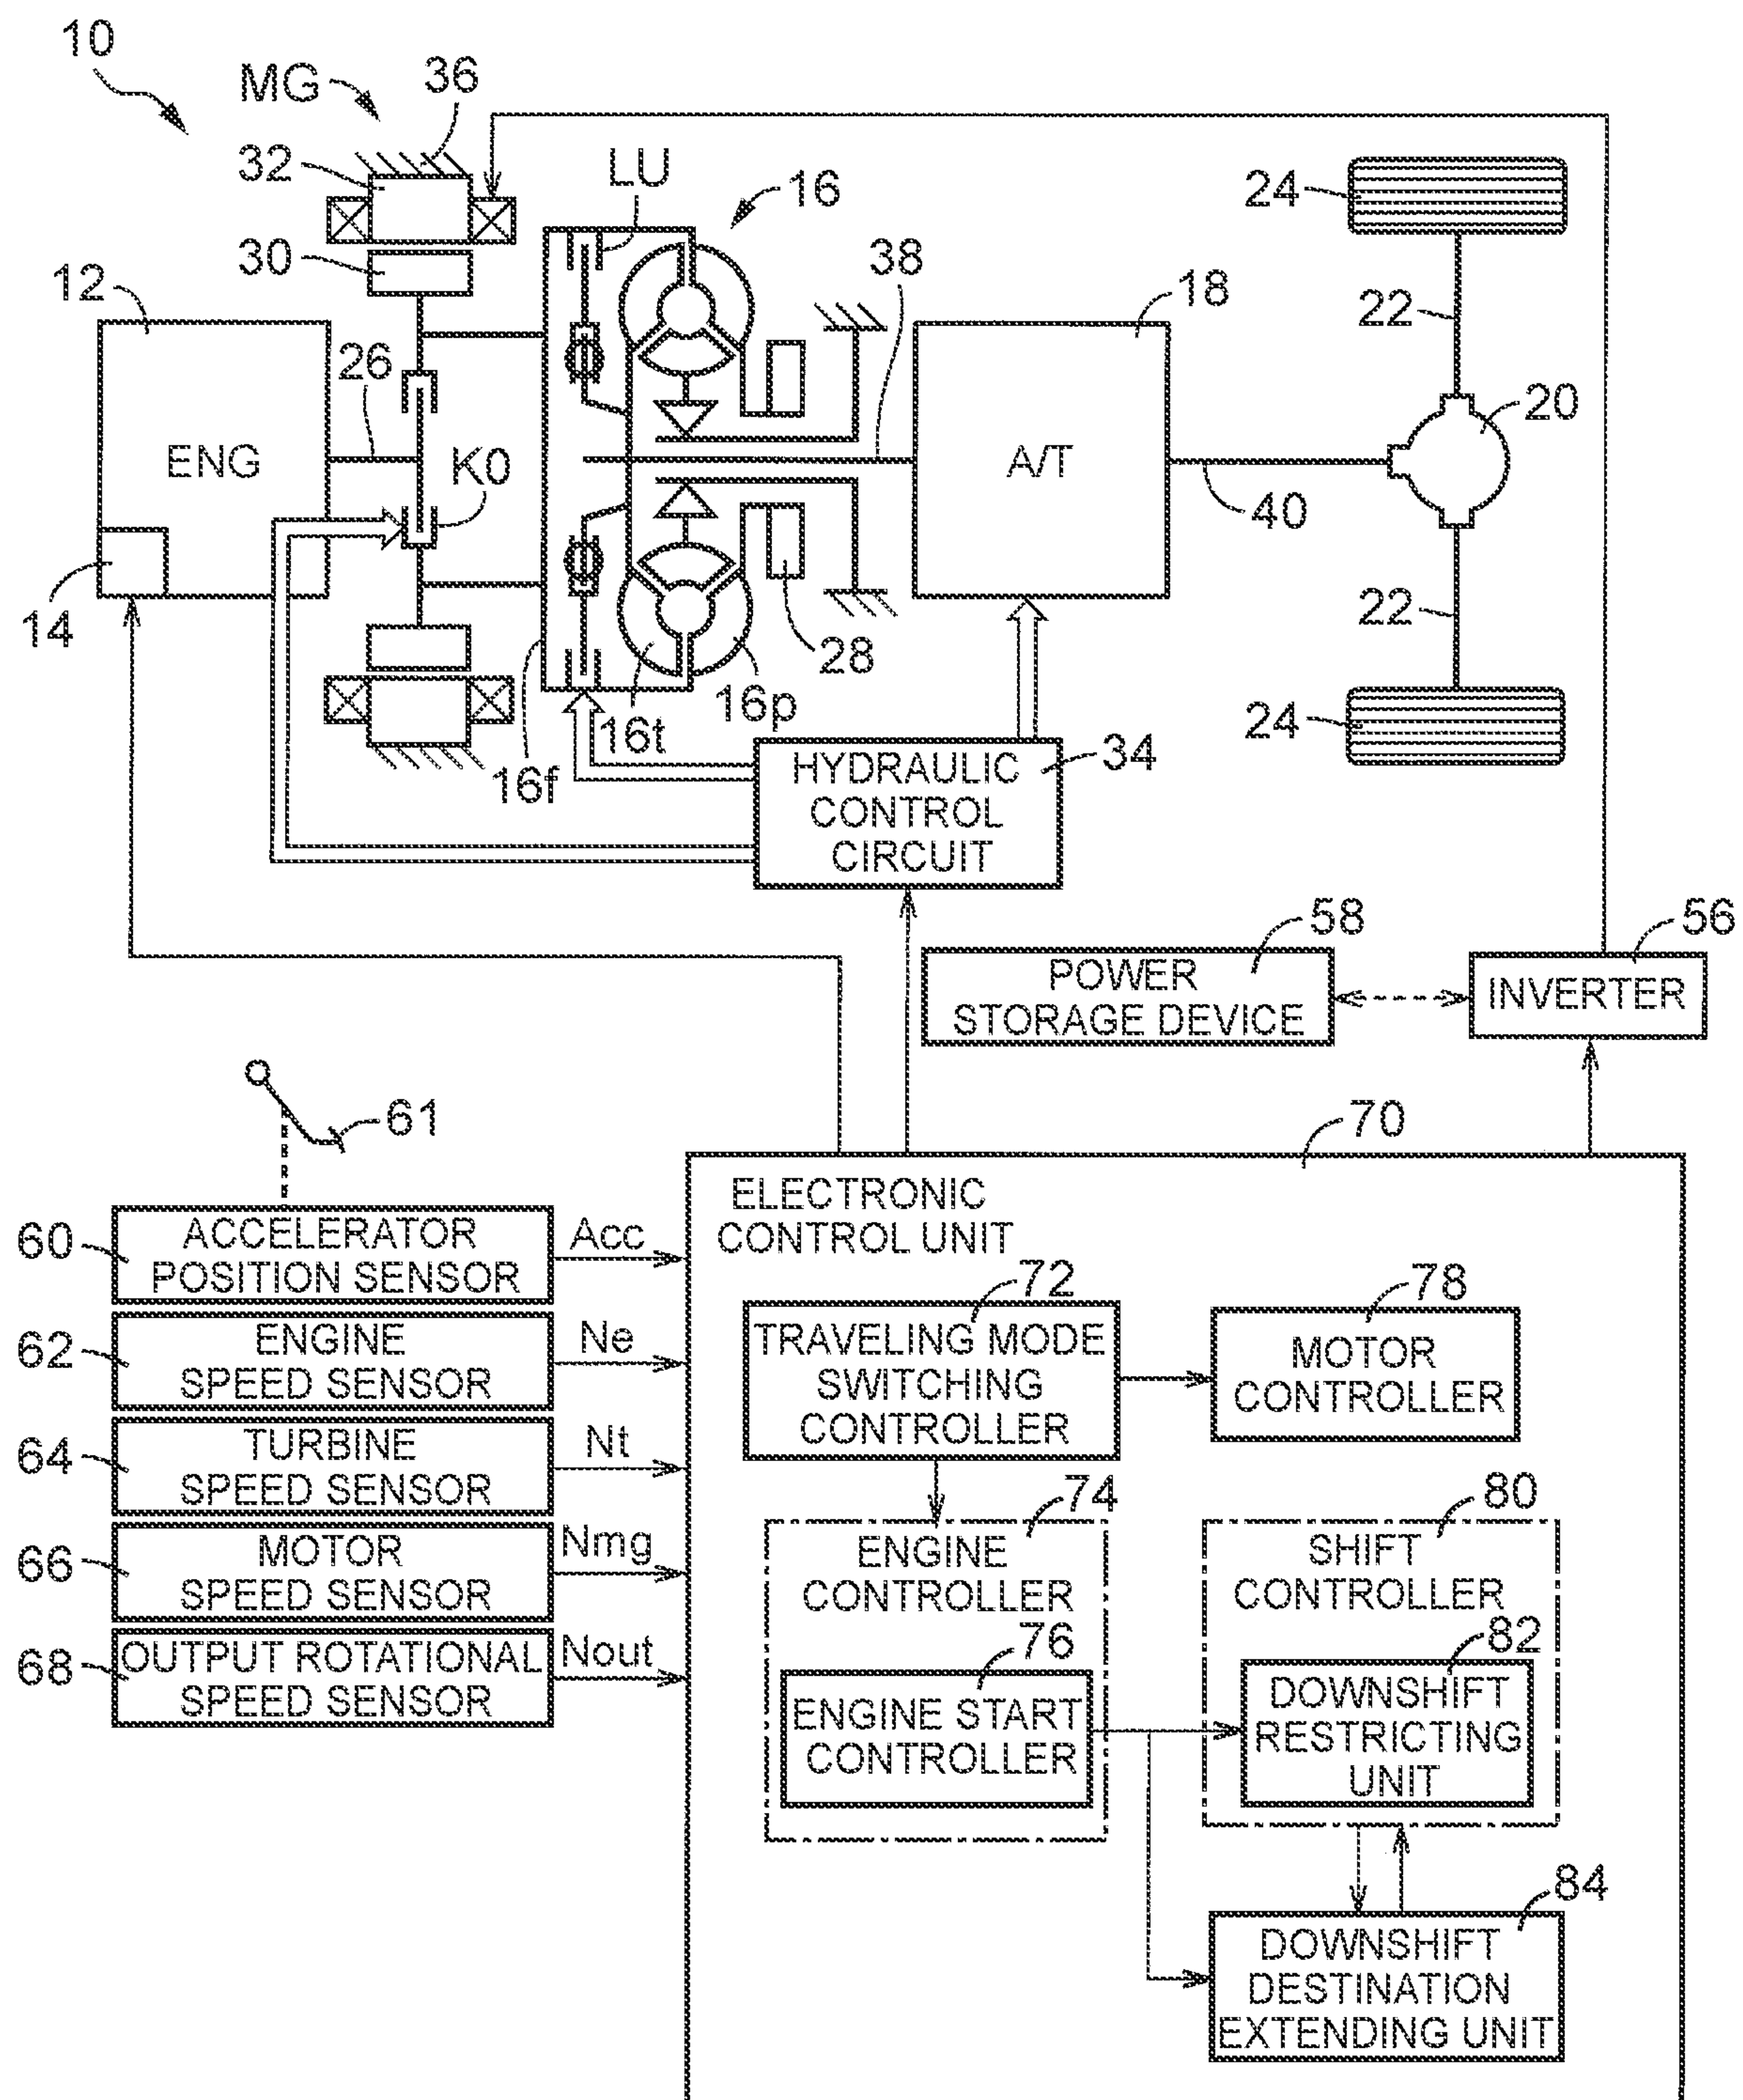 10
MG
36
32
LU
16
24
30
38
12
18
22
26
20
ENG
K0
A/T
40
14
22
28
16p
16t
24
16f
HYDRAULIC
CONTROL
CIRCUIT
34
58
56
POWER
STORAGE DEVICE
INVERTER
61
70
ELECTRONIC
CONTROL UNIT
60
ACCELERATOR
POSITION SENSOR
Acc
62
ENGINE
SPEED SENSOR
Ne
64
TURBINE
SPEED SENSOR
Nt
66
MOTOR
SPEED SENSOR
Nmg
68
OUTPUT ROTATIONAL
SPEED SENSOR
Nout
72
TRAVELING MODE
SWITCHING
CONTROLLER
78
MOTOR
CONTROLLER
74
ENGINE
CONTROLLER
76
ENGINE START
CONTROLLER
80
SHIFT
CONTROLLER
82
DOWNSHIFT
RESTRICTING
UNIT
84
DOWNSHIFT
DESTINATION
EXTENDING UNIT